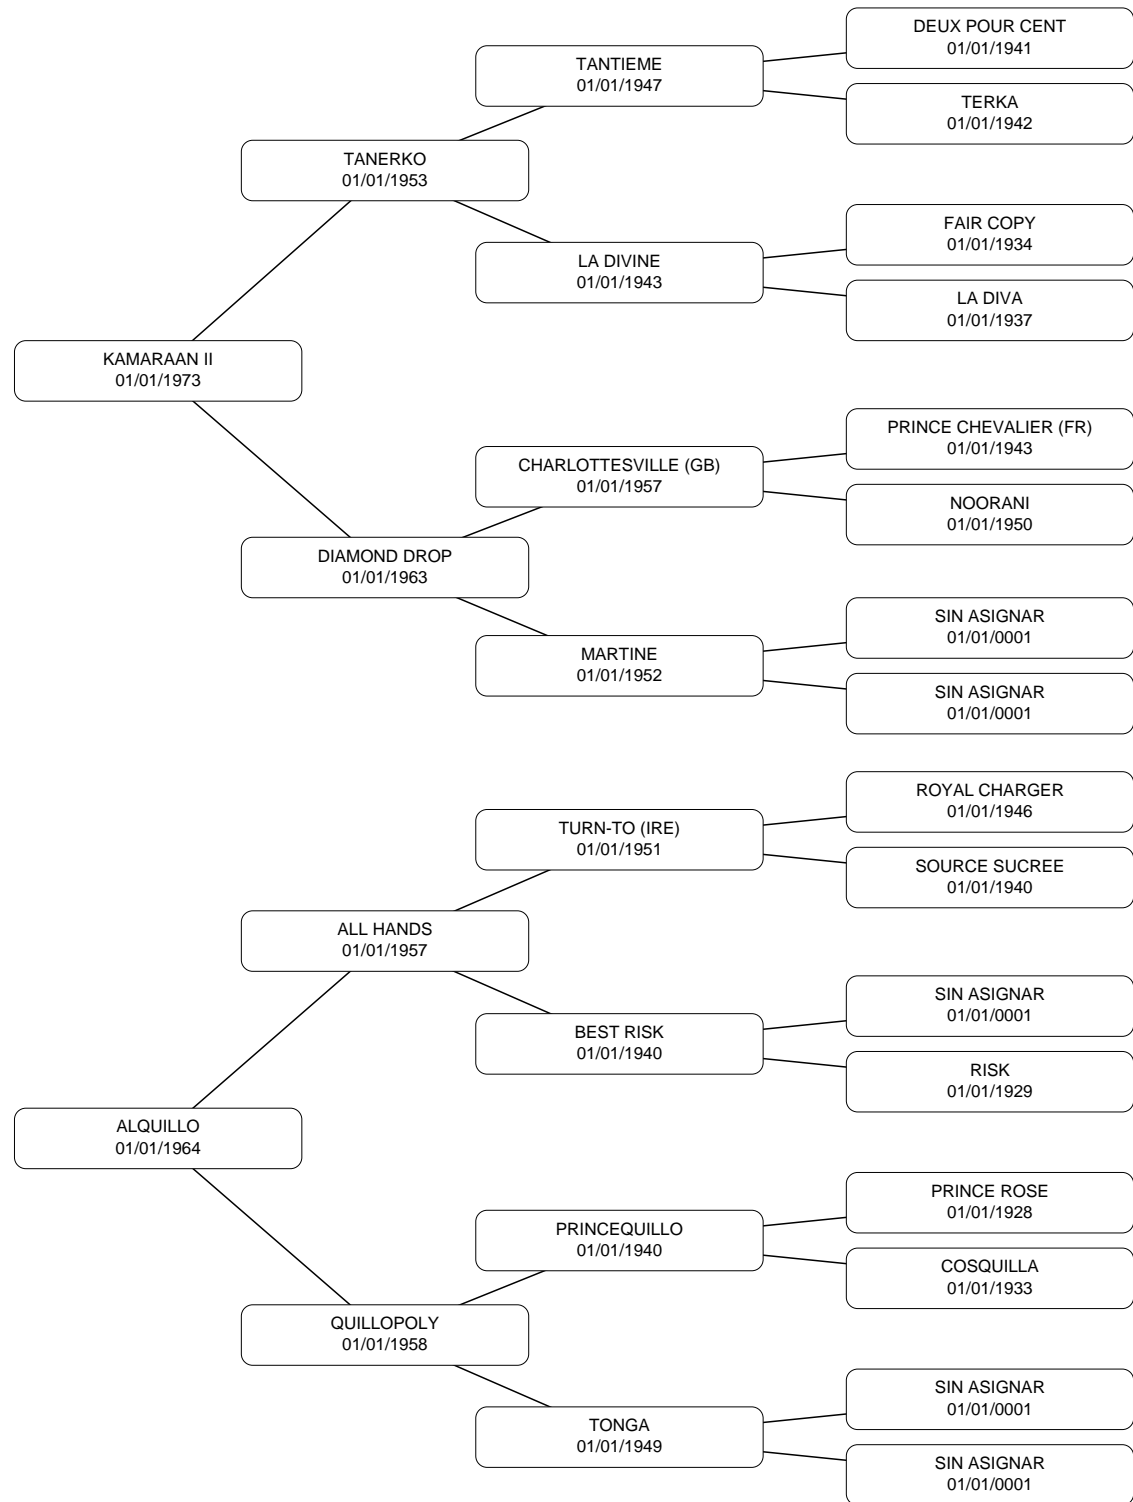 DEUX POUR CENT
01/01/1941
TANTIEME
01/01/1947
TERKA
01/01/1942
TANERKO
01/01/1953
FAIR COPY
01/01/1934
LA DIVINE
01/01/1943
LA DIVA
01/01/1937
KAMARAAN II
01/01/1973
PRINCE CHEVALIER (FR)
01/01/1943
CHARLOTTESVILLE (GB)
01/01/1957
NOORANI
01/01/1950
DIAMOND DROP
01/01/1963
SIN ASIGNAR
01/01/0001
MARTINE
01/01/1952
SIN ASIGNAR
01/01/0001
ROYAL CHARGER
01/01/1946
TURN-TO (IRE)
01/01/1951
SOURCE SUCREE
01/01/1940
ALL HANDS
01/01/1957
SIN ASIGNAR
01/01/0001
BEST RISK
01/01/1940
RISK
01/01/1929
ALQUILLO
01/01/1964
PRINCE ROSE
01/01/1928
PRINCEQUILLO
01/01/1940
COSQUILLA
01/01/1933
QUILLOPOLY
01/01/1958
SIN ASIGNAR
01/01/0001
TONGA
01/01/1949
SIN ASIGNAR
01/01/0001